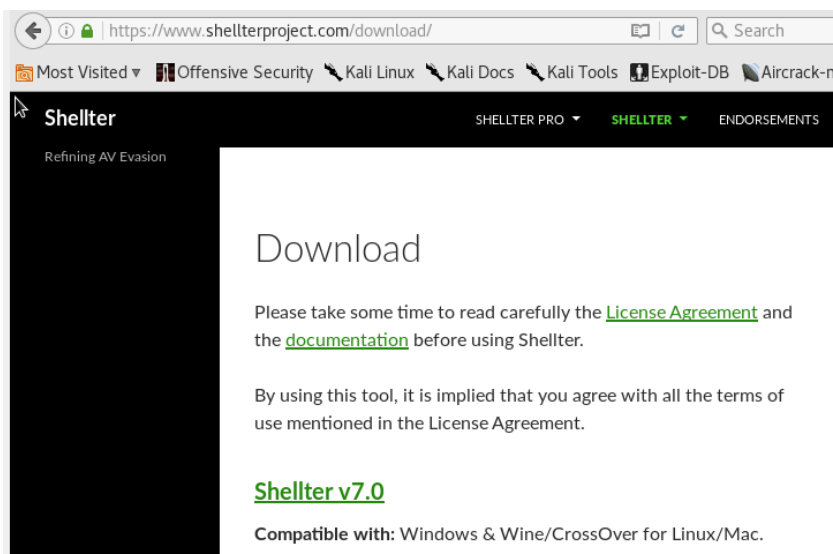 https://www.shellterproject.com/download/
Search
Most Visited
Offensive Security
Kali Linux
Kali Docs
Kali Tools
Exploit-DB
Aircrack-n
Shellter
SHELLTER PRO
SHELLTER
ENDORSEMENTS
Refining AV Evasion
Download
Please take some time to read carefully the License Agreement and
the documentation before using Shellter.
By using this tool, it is implied that you agree with all the terms of
use mentioned in the License Agreement.
Shellter v7.0
Compatible with: Windows & Wine/CrossOver for Linux/Mac.